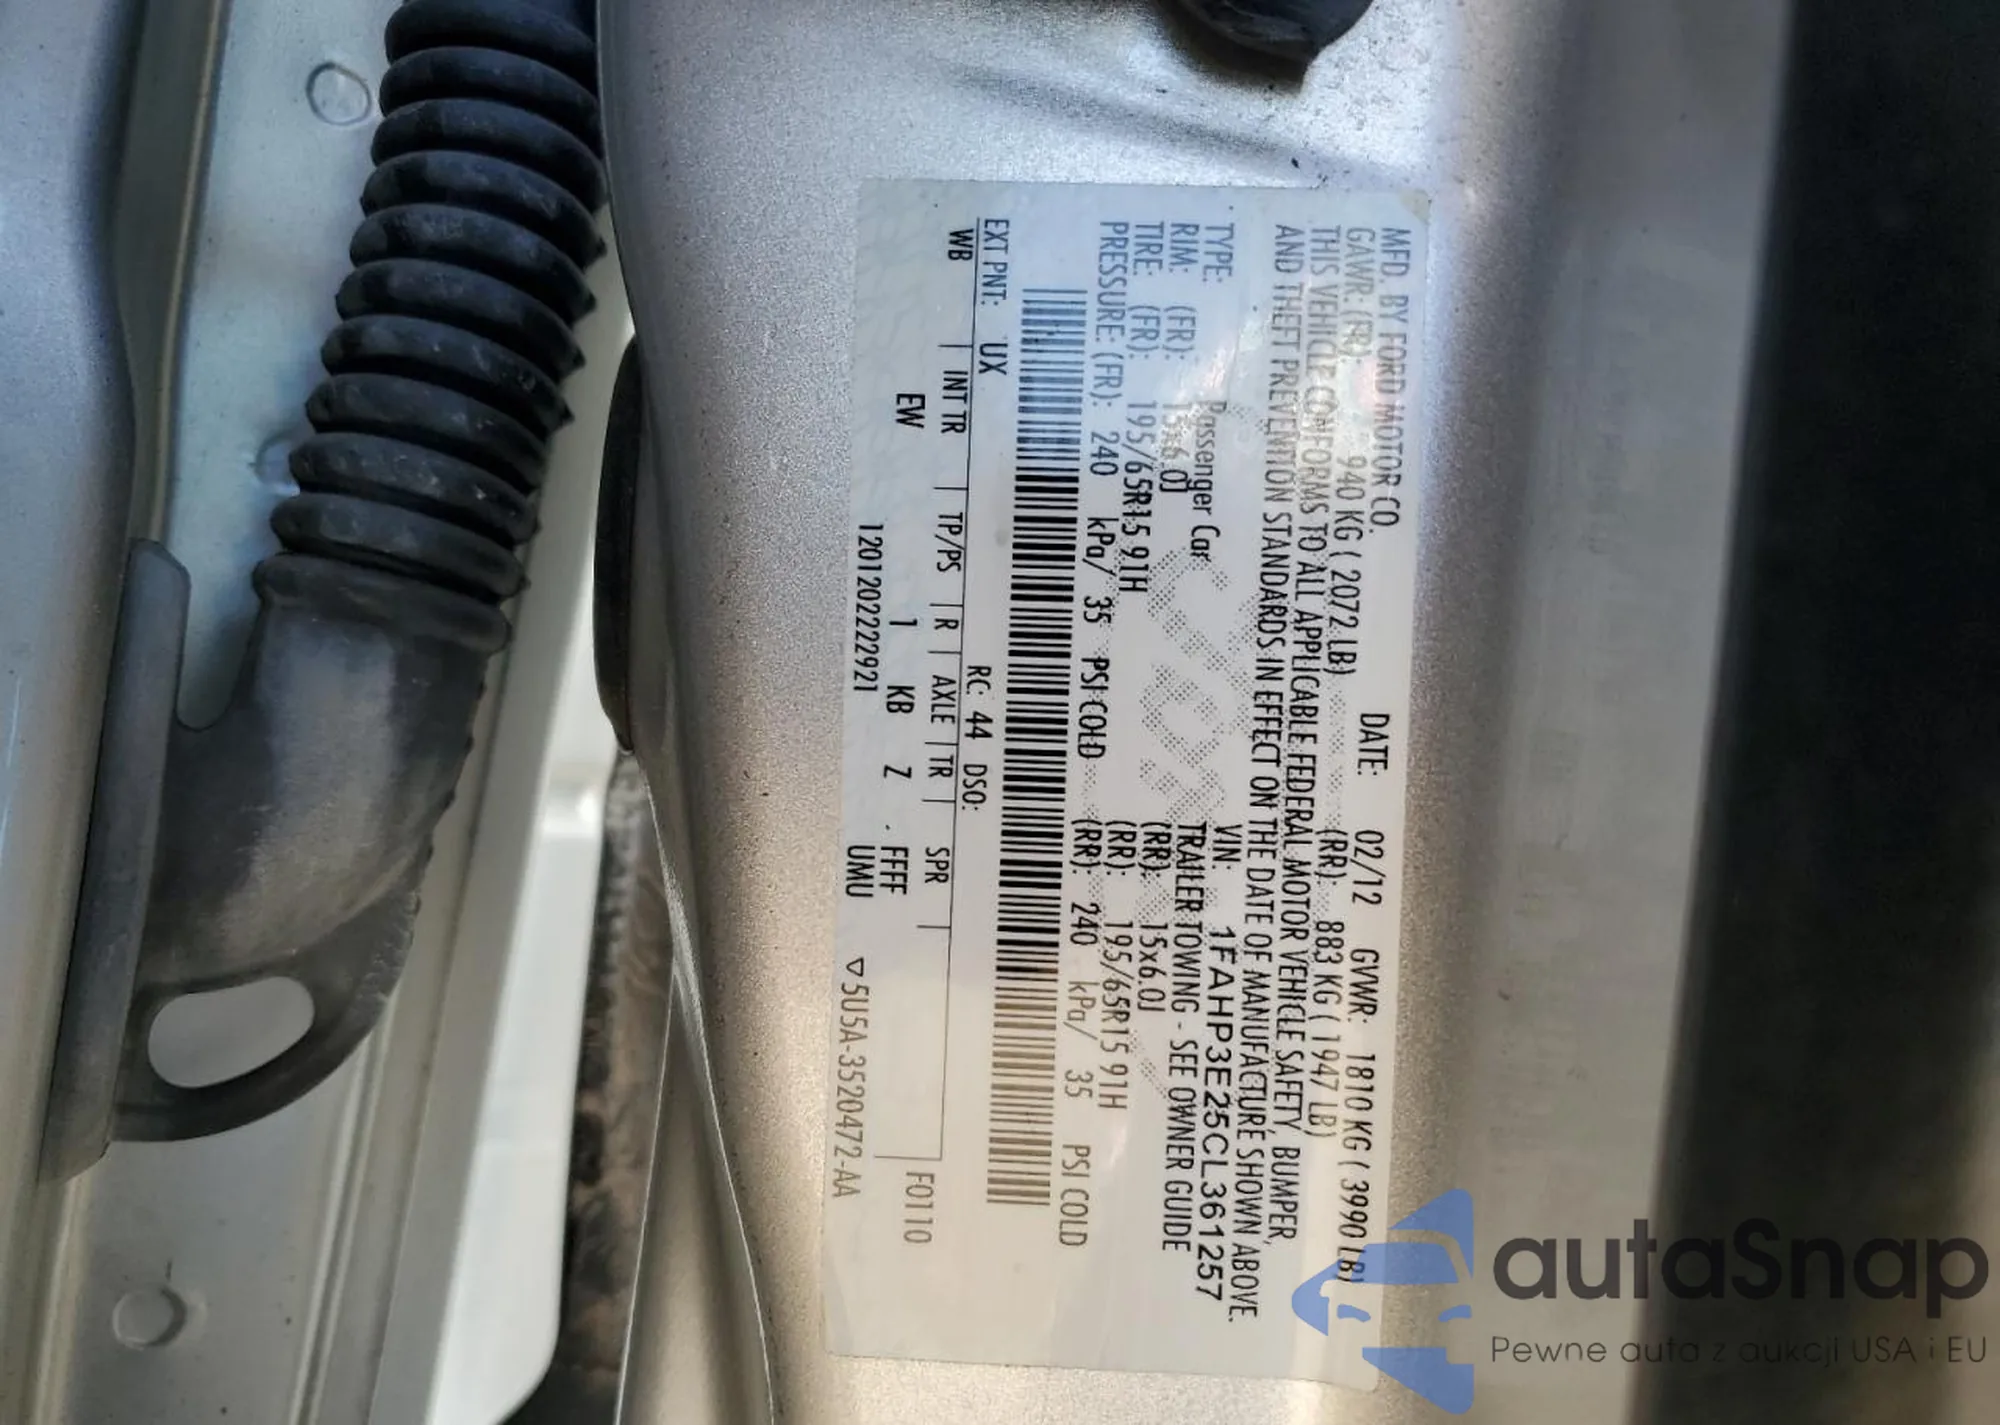 MFD. BY FORD MOTOR CO. DATE: 02/12 GVWR: 1810 KG ( 3990 LB)
GAWR: (FR): 940 KG ( 2072 LB) (RR): 883 KG ( 1947 LB)
THIS VEHICLE CONFORMS TO ALL APPLICABLE FEDERAL MOTOR VEHICLE SAFETY, BUMPER,
AND THEFT PREVENTION STANDARDS IN EFFECT ON THE DATE OF MANUFACTURE SHOWN ABOVE.
VIN: 1FAHP3E25CL361257
TYPE: Passenger Car TRAILER TOWING - SEE OWNER GUIDE
RIM: (FR): 15x6.0J (RR): 15x6.0J
TIRE: (FR): 195/65R15 91H (RR): 195/65R15 91H
PRESSURE: (FR): 240 kPa/ 35 PSI COLD (RR): 240 kPa/ 35 PSI COLD
EXT PNT: UX RC: 44 DSO: F0110
WB INT TR TP/PS R AXLE TR SPR
EW 1 KB Z FFFF
120120222921 UMU ▽5U5A-3520472-AA
autaSnap
Pewne auta z aukcji USA i EU